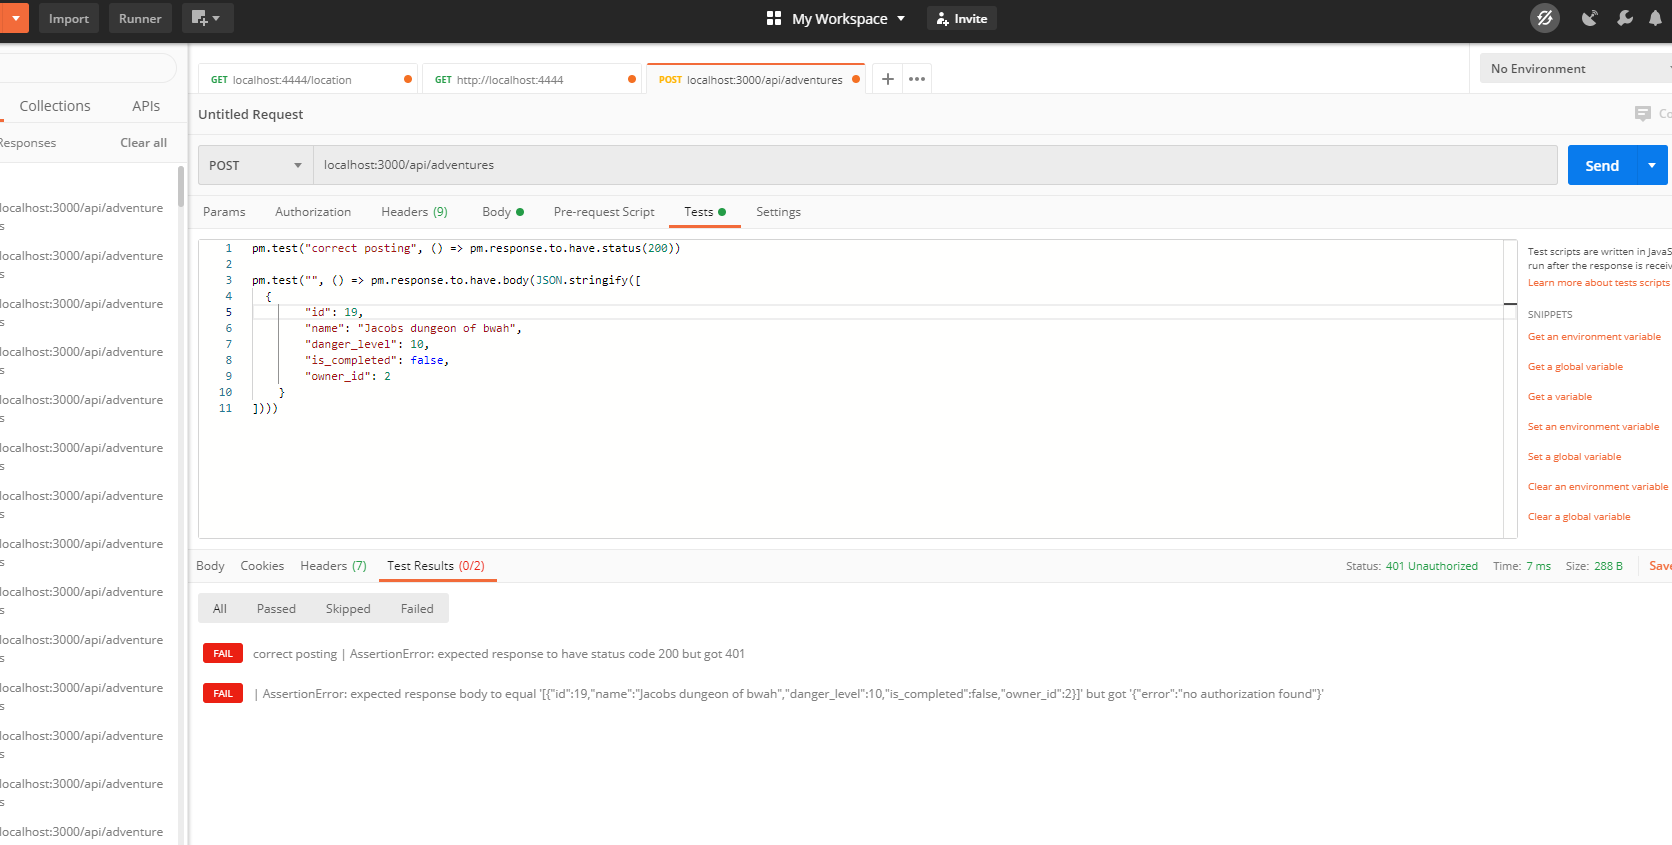 Import
Runner
My Workspace
Invite
GET localhost:4444/location
GET http://localhost:4444
POST localhost:3000/api/adventures
No Environment
Collections
APIs
Untitled Request
Responses
Clear all
POST
localhost:3000/api/adventures
Send
Params
Authorization
Headers (9)
Body
Pre-request Script
Tests
Settings
localhost:3000/api/adventure
s
localhost:3000/api/adventure
s
localhost:3000/api/adventure
s
localhost:3000/api/adventure
s
localhost:3000/api/adventure
s
localhost:3000/api/adventure
s
localhost:3000/api/adventure
s
localhost:3000/api/adventure
s
localhost:3000/api/adventure
s
localhost:3000/api/adventure
s
localhost:3000/api/adventure
s
localhost:3000/api/adventure
s
localhost:3000/api/adventure
s
localhost:3000/api/adventure
1 pm.test("correct posting", () => pm.response.to.have.status(200))
2
3 pm.test("", () => pm.response.to.have.body(JSON.stringify([
4 {
5 "id": 19,
6 "name": "Jacobs dungeon of bwah",
7 "danger_level": 10,
8 "is_completed": false,
9 "owner_id": 2
10 }
11 ])))
Test scripts are written in JavaS
run after the response is receiv
Learn more about tests scripts
SNIPPETS
Get an environment variable
Get a global variable
Get a variable
Set an environment variable
Set a global variable
Clear an environment variable
Clear a global variable
Body
Cookies
Headers (7)
Test Results (0/2)
Status: 401 Unauthorized
Time: 7 ms
Size: 288 B
Save
All
Passed
Skipped
Failed
FAIL correct posting | AssertionError: expected response to have status code 200 but got 401
FAIL | AssertionError: expected response body to equal '[{"id":19,"name":"Jacobs dungeon of bwah","danger_level":10,"is_completed":false,"owner_id":2}]' but got '{"error":"no authorization found"}'